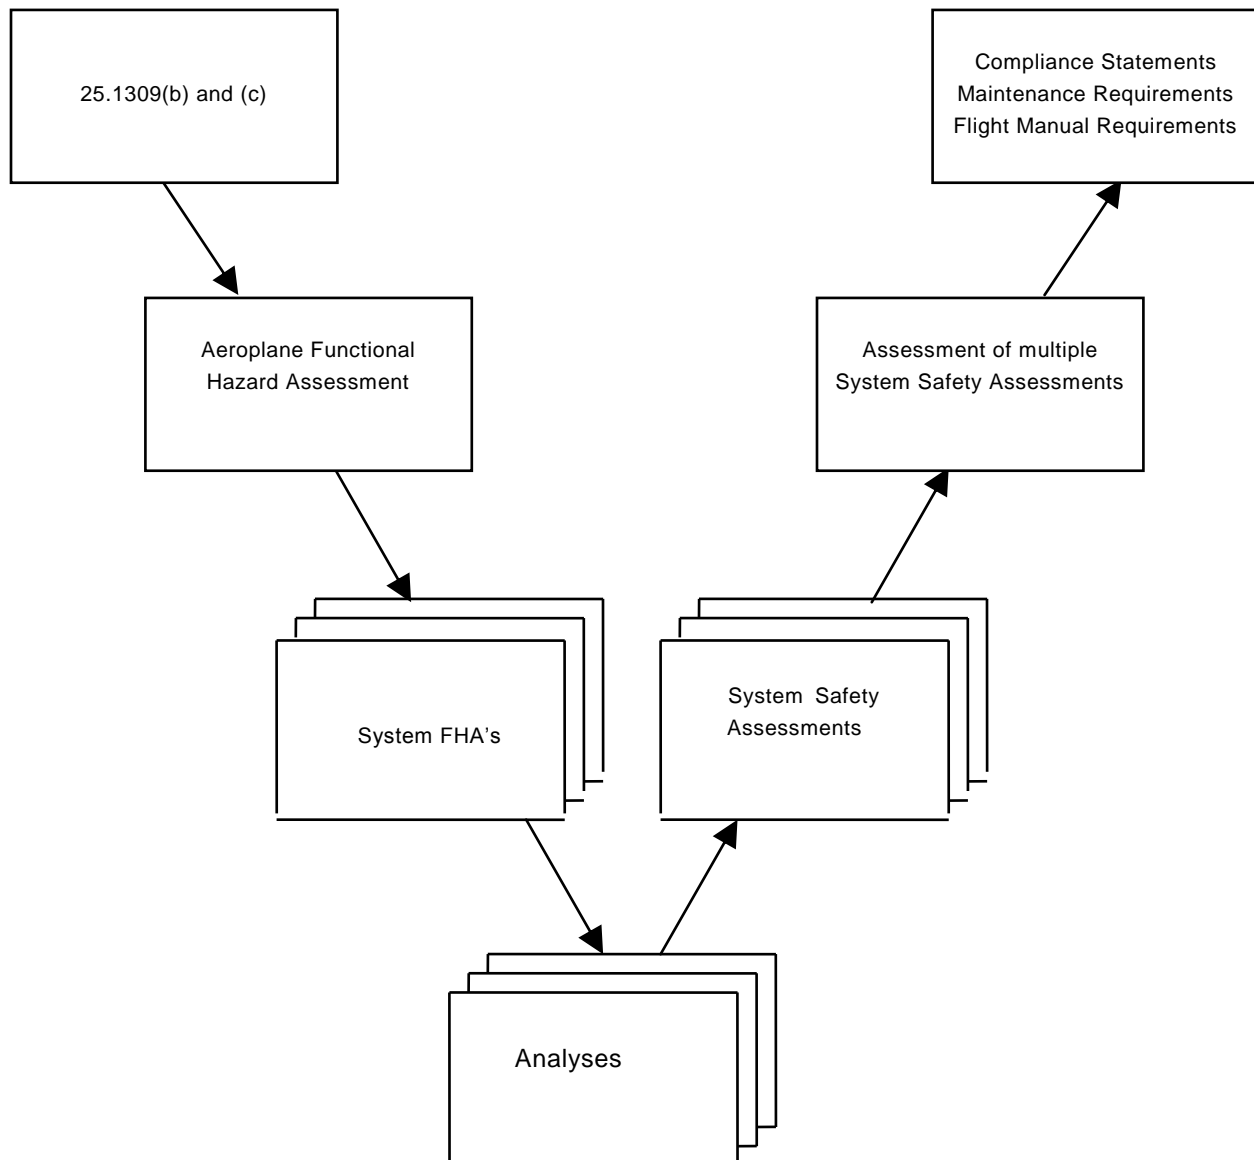 25.1309(b) and (c)
Compliance Statements
Maintenance Requirements
Flight Manual Requirements
Aeroplane Functional
Hazard Assessment
Assessment of multiple
System Safety Assessments
System FHA’s
System Safety
Assessments
Analyses